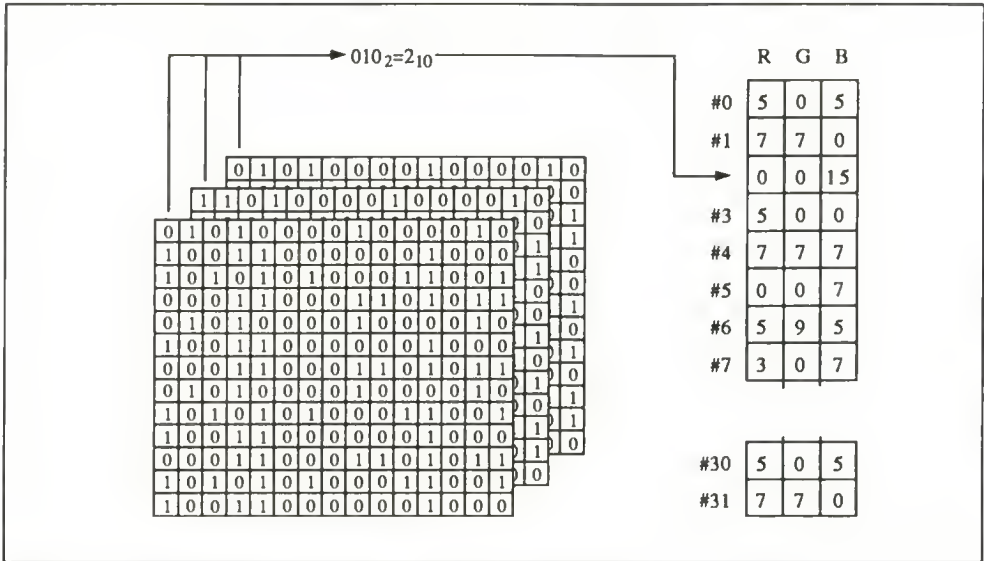 010₂=2₁₀
0 1 0 1 0 0 0 0 1 0 0 0 0 1 0
1 1 0 1 0 0 0 0 1 0 0 0 0 1 0
0 1 0 1 0 0 0 0 1 0 0 0 0 1 0
1 0 0 1 1 0 0 0 0 0 0 1 0 0 0
1 0 1 0 1 0 1 0 0 0 1 1 0 0 1
0 0 0 1 1 0 0 0 1 1 0 1 0 1 1
0 1 0 1 0 0 0 0 1 0 0 0 0 1 0
1 0 0 1 1 0 0 0 0 0 0 1 0 0 0
0 0 0 1 1 0 0 0 1 1 0 1 0 1 1
0 1 0 1 0 0 0 0 1 0 0 0 0 1 0
1 0 1 0 1 0 1 0 0 0 1 1 0 0 1
1 0 0 1 1 0 0 0 0 0 0 1 0 0 0
0 0 0 1 1 0 0 0 1 1 0 1 0 1 1
1 0 1 0 1 0 1 0 0 0 1 1 0 0 1
1 0 0 1 1 0 0 0 0 0 0 1 0 0 0
R G B
#0 5 0 5
#1 7 7 0
0 0 15
#3 5 0 0
#4 7 7 7
#5 0 0 7
#6 5 9 5
#7 3 0 7
#30 5 0 5
#31 7 7 0